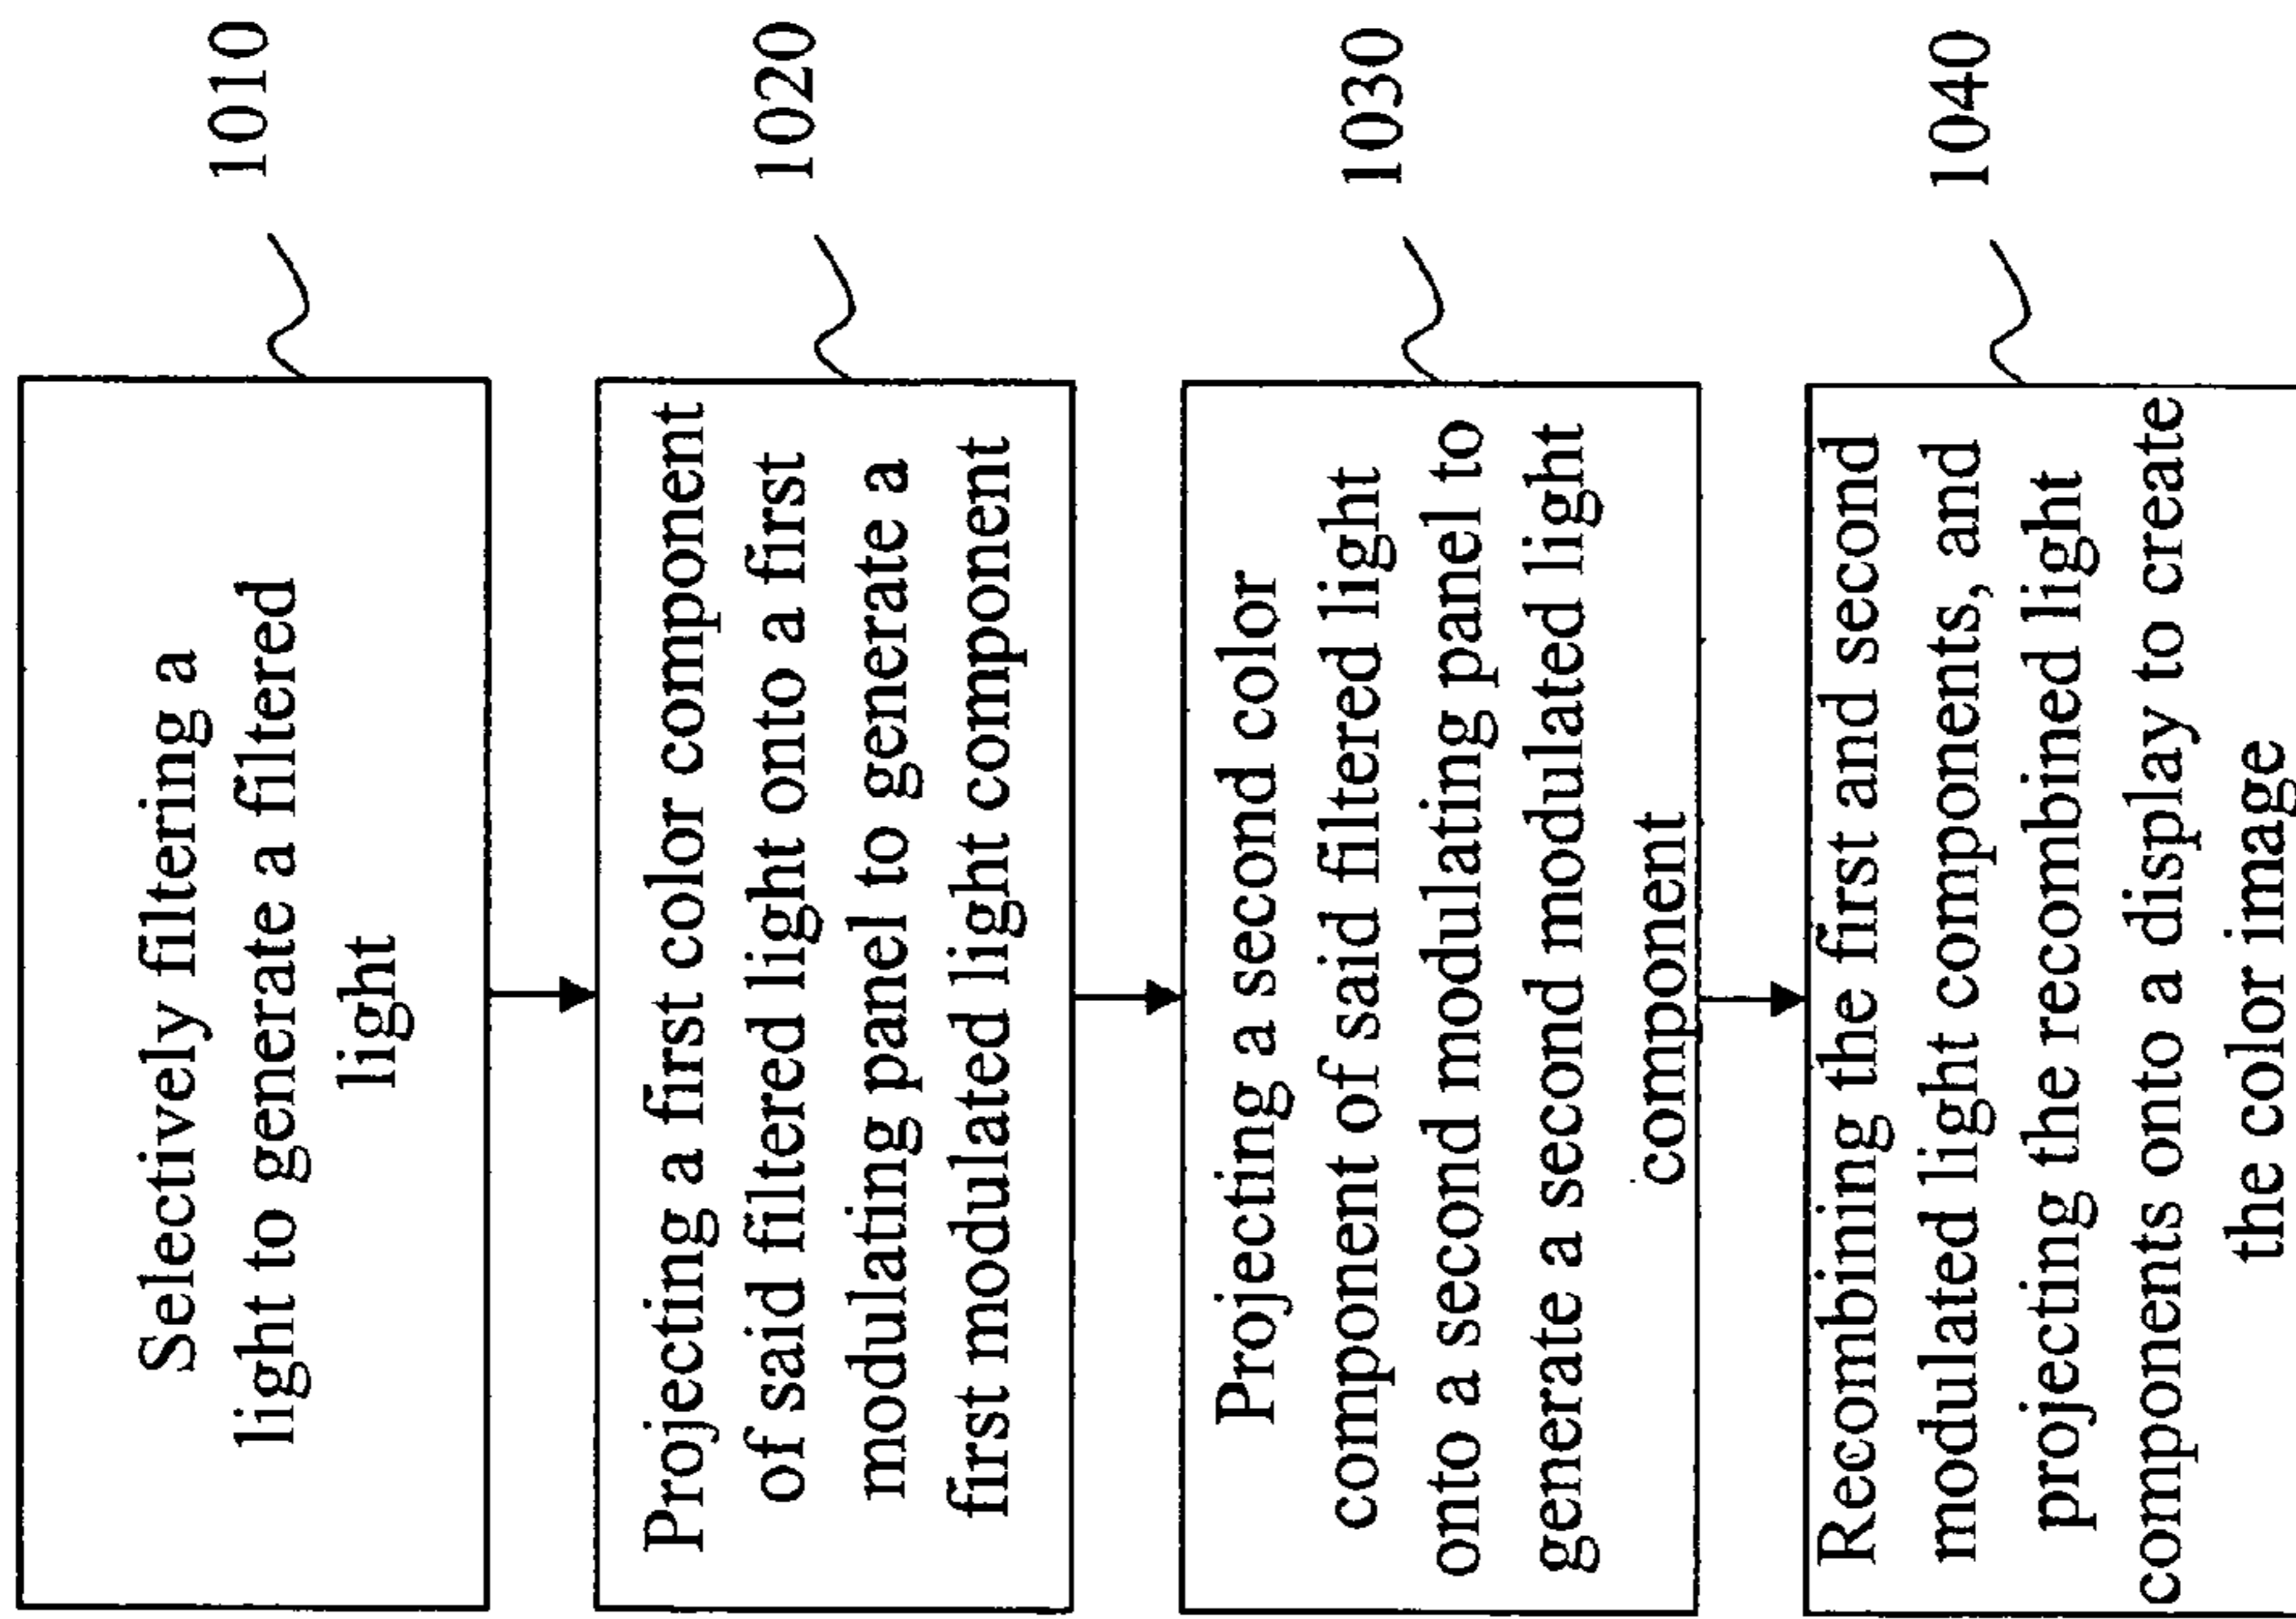 Selectively filtering a
light to generate a filtered
light
1010
Projecting a first color component
of said filtered light onto a first
modulating panel to generate a
first modulated light component
1020
Projecting a second color
component of said filtered light
onto a second modulating panel to
generate a second modulated light
component
1030
Recombining the first and second
modulated light components, and
projecting the recombined light
components onto a display to create
the color image
1040